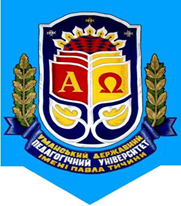 Α Ω
УМАНСЬКИЙ ДЕРЖАВНИЙ
ПЕДАГОГІЧНИЙ УНІВЕРСИТЕТ
ІМЕНІ ПАВЛА ТИЧИНИ